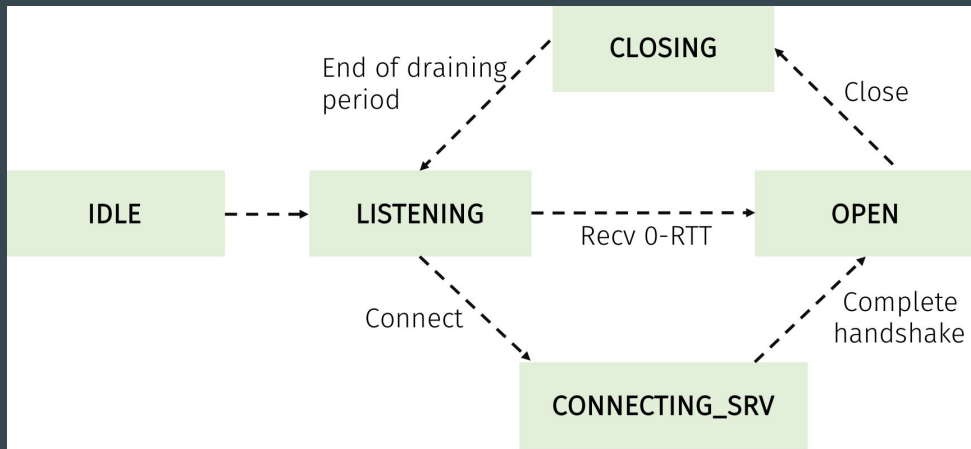 CLOSING
End of draining
period
Close
IDLE
LISTENING
OPEN
Recv 0-RTT
Connect
Complete
handshake
CONNECTING_SRV